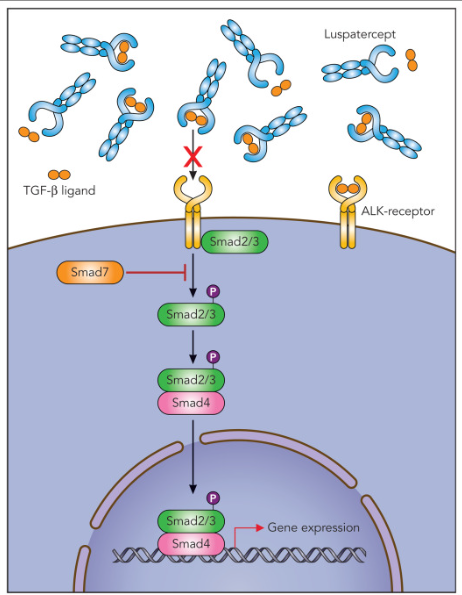 Luspatercept
TGF-β ligand
ALK-receptor
Smad2/3
Smad7
P
Smad2/3
P
Smad2/3
Smad4
P
Smad2/3
Gene expression
Smad4